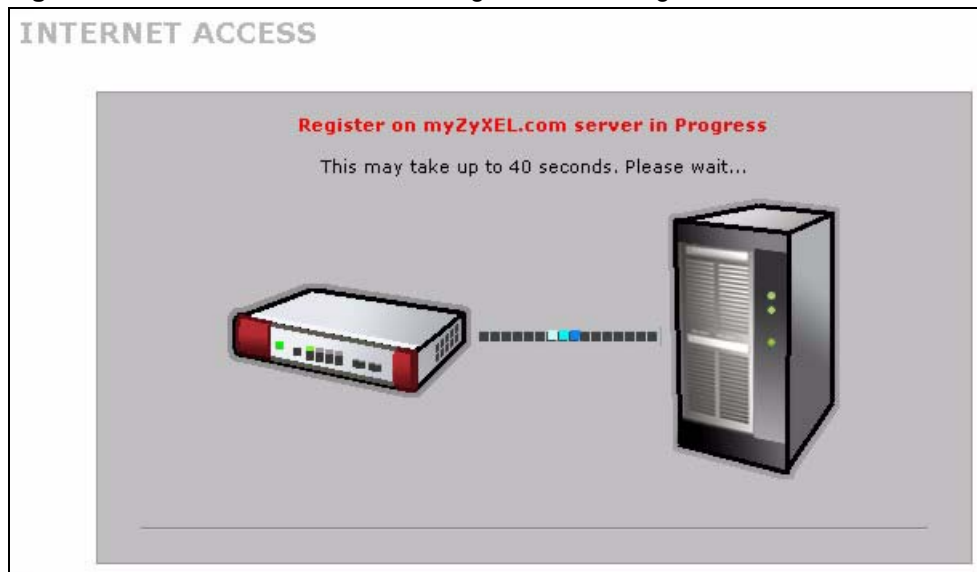 INTERNET ACCESS
Register on myZyXEL.com server in Progress
This may take up to 40 seconds. Please wait...